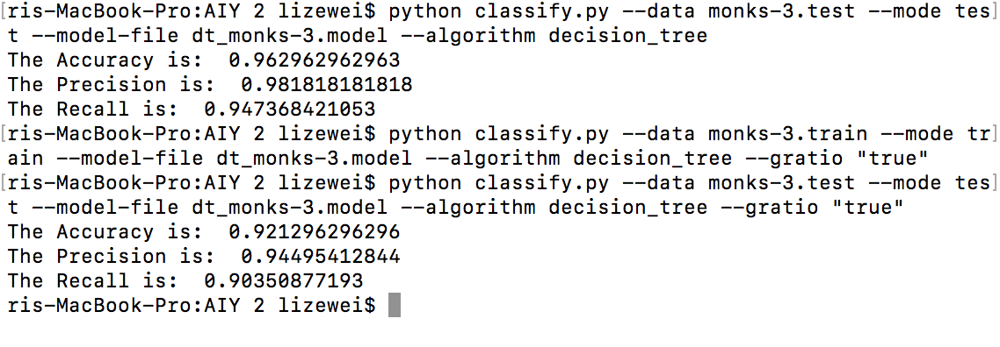 [ris-MacBook-Pro:AIY 2 lizewei$ python classify.py --data monks-3.test --mode tes]
t --model-file dt_monks-3.model --algorithm decision_tree
The Accuracy is:  0.962962962963
The Precision is:  0.981818181818
The Recall is:  0.947368421053
[ris-MacBook-Pro:AIY 2 lizewei$ python classify.py --data monks-3.train --mode tr]
ain --model-file dt_monks-3.model --algorithm decision_tree --gratio "true"
[ris-MacBook-Pro:AIY 2 lizewei$ python classify.py --data monks-3.test --mode tes]
t --model-file dt_monks-3.model --algorithm decision_tree --gratio "true"
The Accuracy is:  0.921296296296
The Precision is:  0.94495412844
The Recall is:  0.90350877193
ris-MacBook-Pro:AIY 2 lizewei$